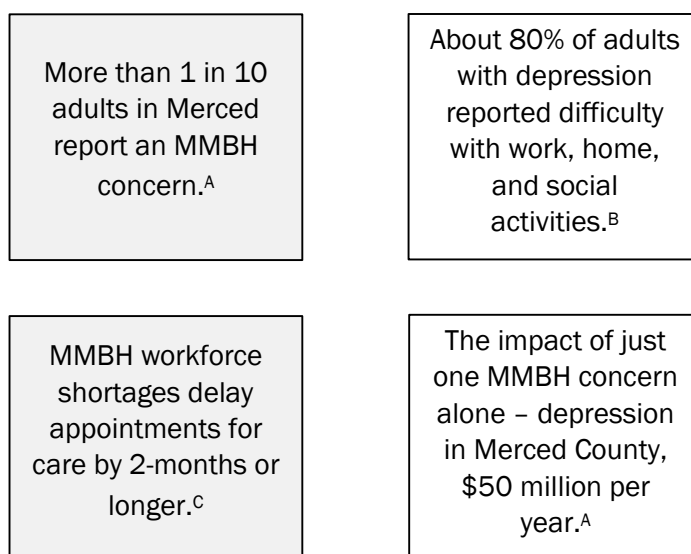 More than 1 in 10
adults in Merced
report an MMBH
concern.ᴬ
About 80% of adults
with depression
reported difficulty
with work, home,
and social
activities.ᴮ
MMBH workforce
shortages delay
appointments for
care by 2-months or
longer.ᶜ
The impact of just
one MMBH concern
alone – depression
in Merced County,
$50 million per
year.ᴬ